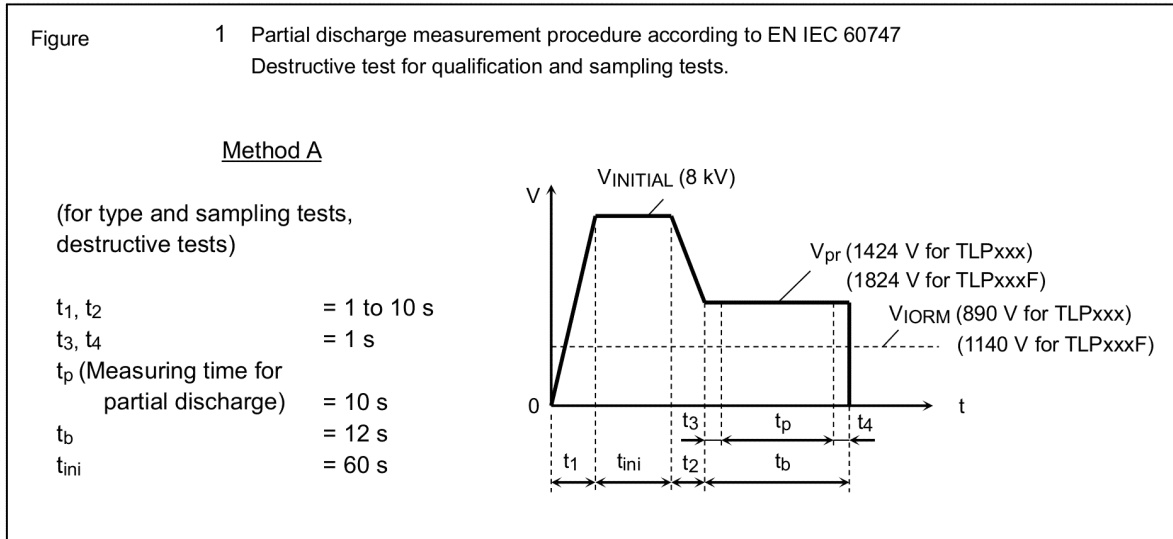 Figure 1 Partial discharge measurement procedure according to EN IEC 60747
Destructive test for qualification and sampling tests.
Method A
(for type and sampling tests,
destructive tests)
t1, t2 = 1 to 10 s
t3, t4 = 1 s
tp (Measuring time for
partial discharge) = 10 s
tb = 12 s
tini = 60 s
V
VINITIAL (8 kV)
Vpr (1424 V for TLPxxx)
(1824 V for TLPxxxF)
VIORM (890 V for TLPxxx)
(1140 V for TLPxxxF)
0
t
t3 tp t4
t1 tini t2 tb